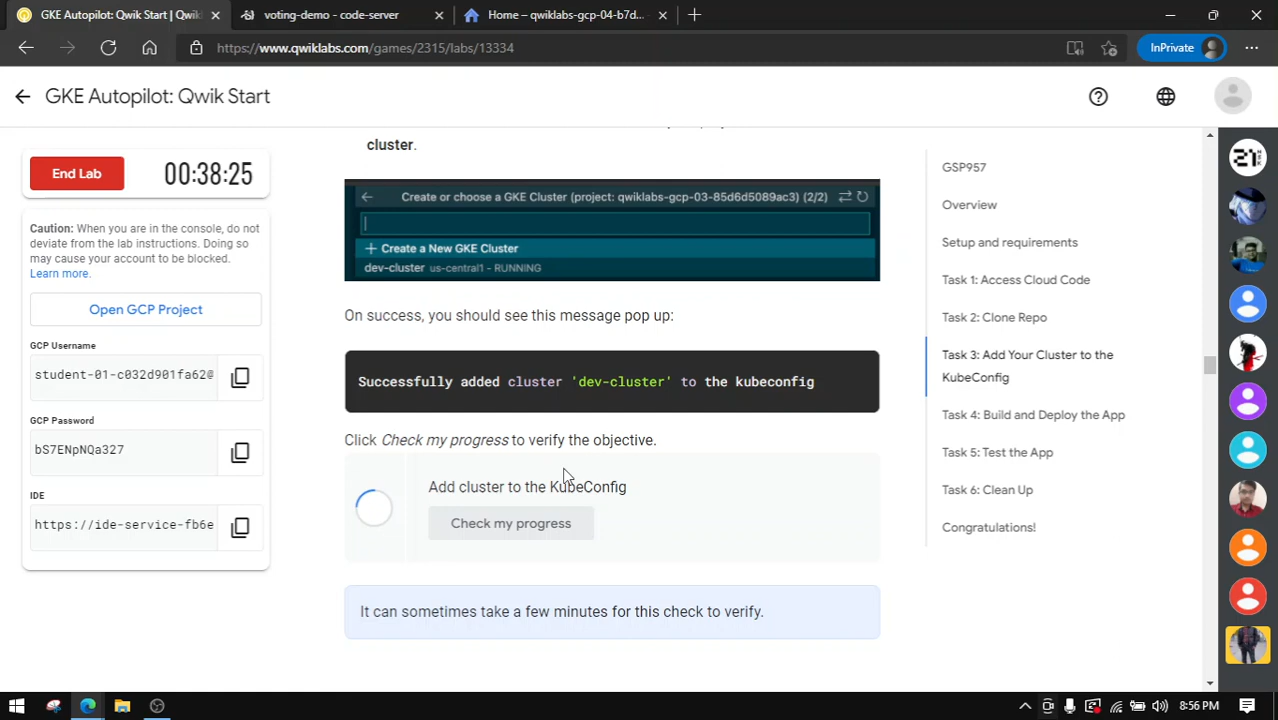 GKE Autopilot: Qwik Start | Qwik
voting-demo - code-server
Home – qwiklabs-gcp-04-b7d...
https://www.qwiklabs.com/games/2315/labs/13334
InPrivate
GKE Autopilot: Qwik Start
End Lab
00:38:25
Caution: When you are in the console, do not
deviate from the lab instructions. Doing so
may cause your account to be blocked.
Learn more.
Open GCP Project
GCP Username
student-01-c032d901fa62@
GCP Password
bS7ENpNQa327
IDE
https://ide-service-fb6e
cluster.
Create or choose a GKE Cluster (project: qwiklabs-gcp-03-85d6d5089ac3) (2/2)
+ Create a New GKE Cluster
dev-cluster us-central1 - RUNNING
On success, you should see this message pop up:
Successfully added cluster 'dev-cluster' to the kubeconfig
Click Check my progress to verify the objective.
Add cluster to the KubeConfig
Check my progress
It can sometimes take a few minutes for this check to verify.
GSP957
Overview
Setup and requirements
Task 1: Access Cloud Code
Task 2: Clone Repo
Task 3: Add Your Cluster to the
KubeConfig
Task 4: Build and Deploy the App
Task 5: Test the App
Task 6: Clean Up
Congratulations!
8:56 PM